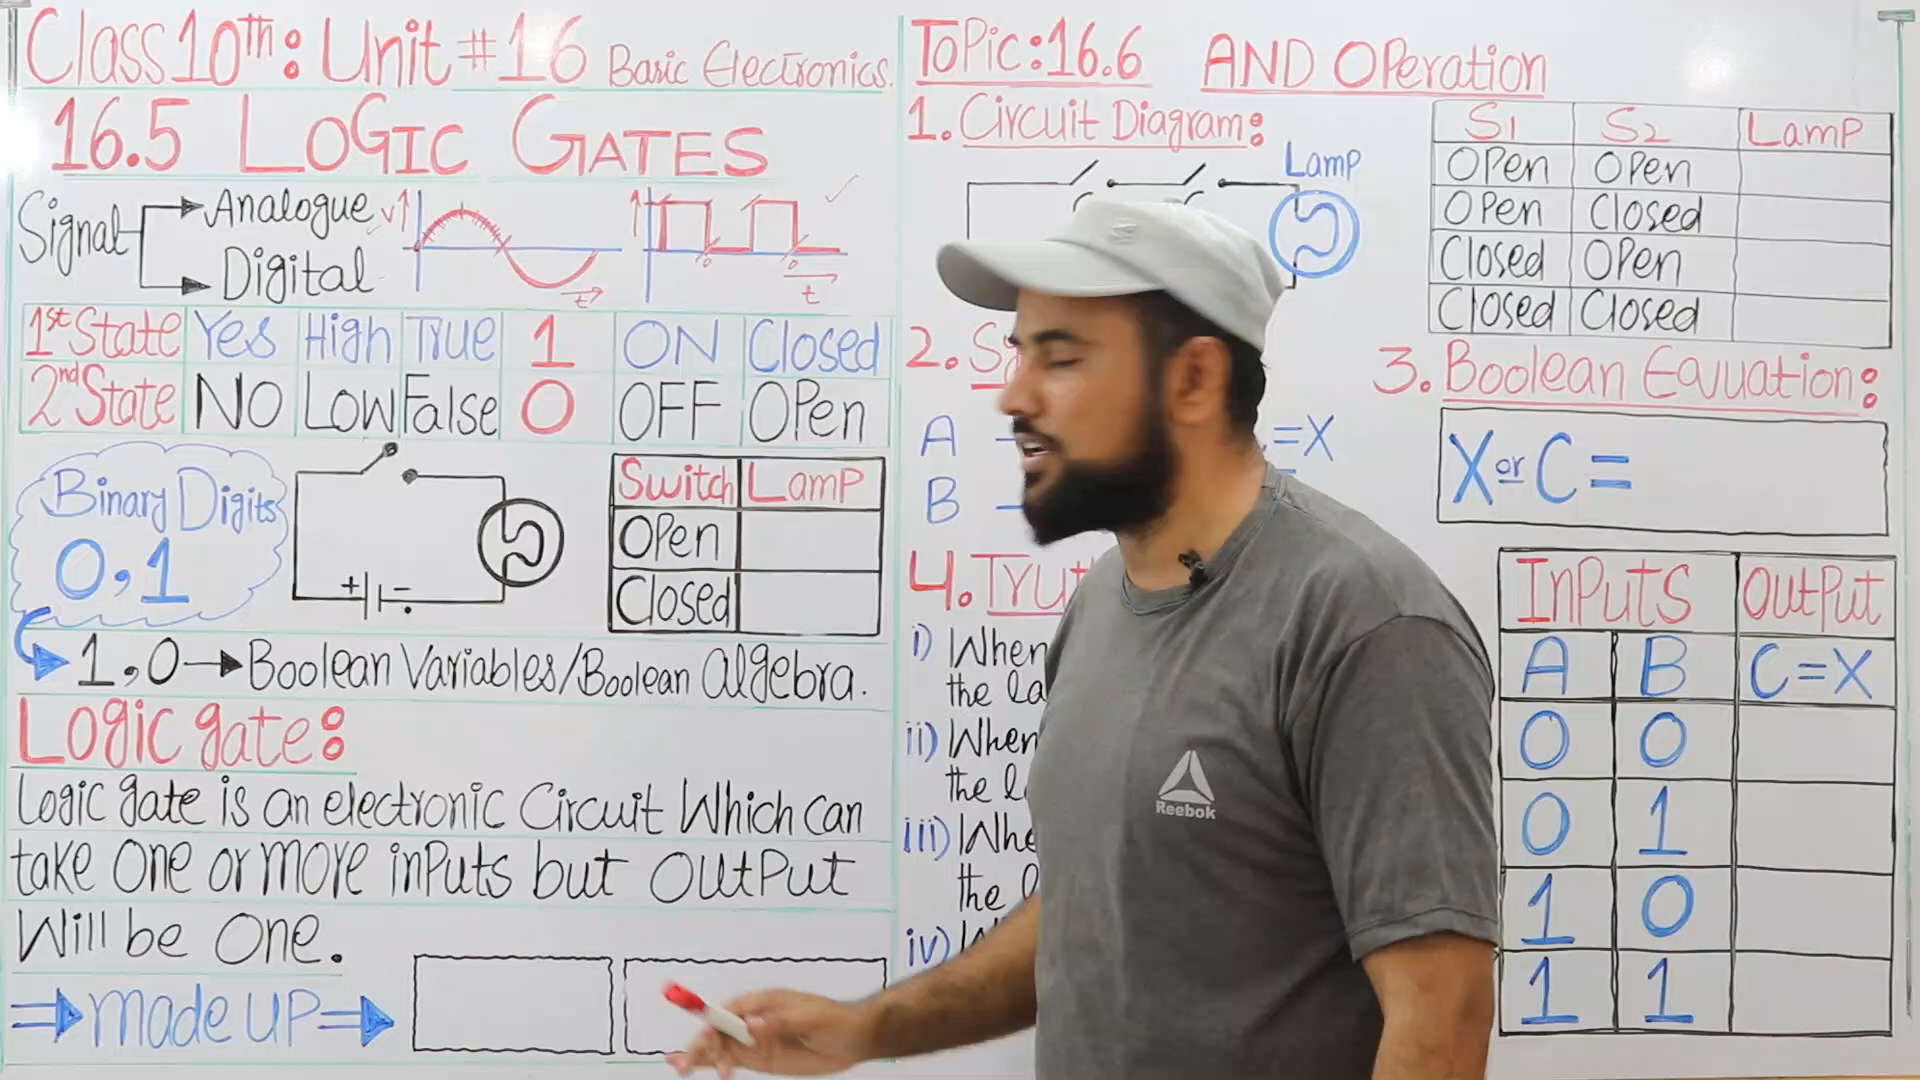 Class 10th: Unit #16 Basic Electronics.
16.5 LOGIC GATES
Signal
Analogue
Digital
V
t
t
1st State Yes High True 1 ON Closed
2nd State NO Low False 0 OFF OPen
Binary Digits
0,1
+ -
Switch LamP
OPen
Closed
1,0 → Boolean Variables/Boolean algebra.
Logic gate:
Logic gate is an electronic Circuit Which can
take One or more inPuts but OUtPut
Will be One.
⇒ made UP ⇒
ToPic: 16.6 AND OPeration
1. Circuit Diagram:
Lamp
S1 S2 LamP
OPen OPen
OPen Closed
Closed OPen
Closed Closed
2.
A
B
=X
3. Boolean Eqvuation:
X or C =
4.
i) When
the
ii) When
the
iii)
the
iv)
InPuts OutPut
A B C=X
0 0
0 1
1 0
1 1
Reebok